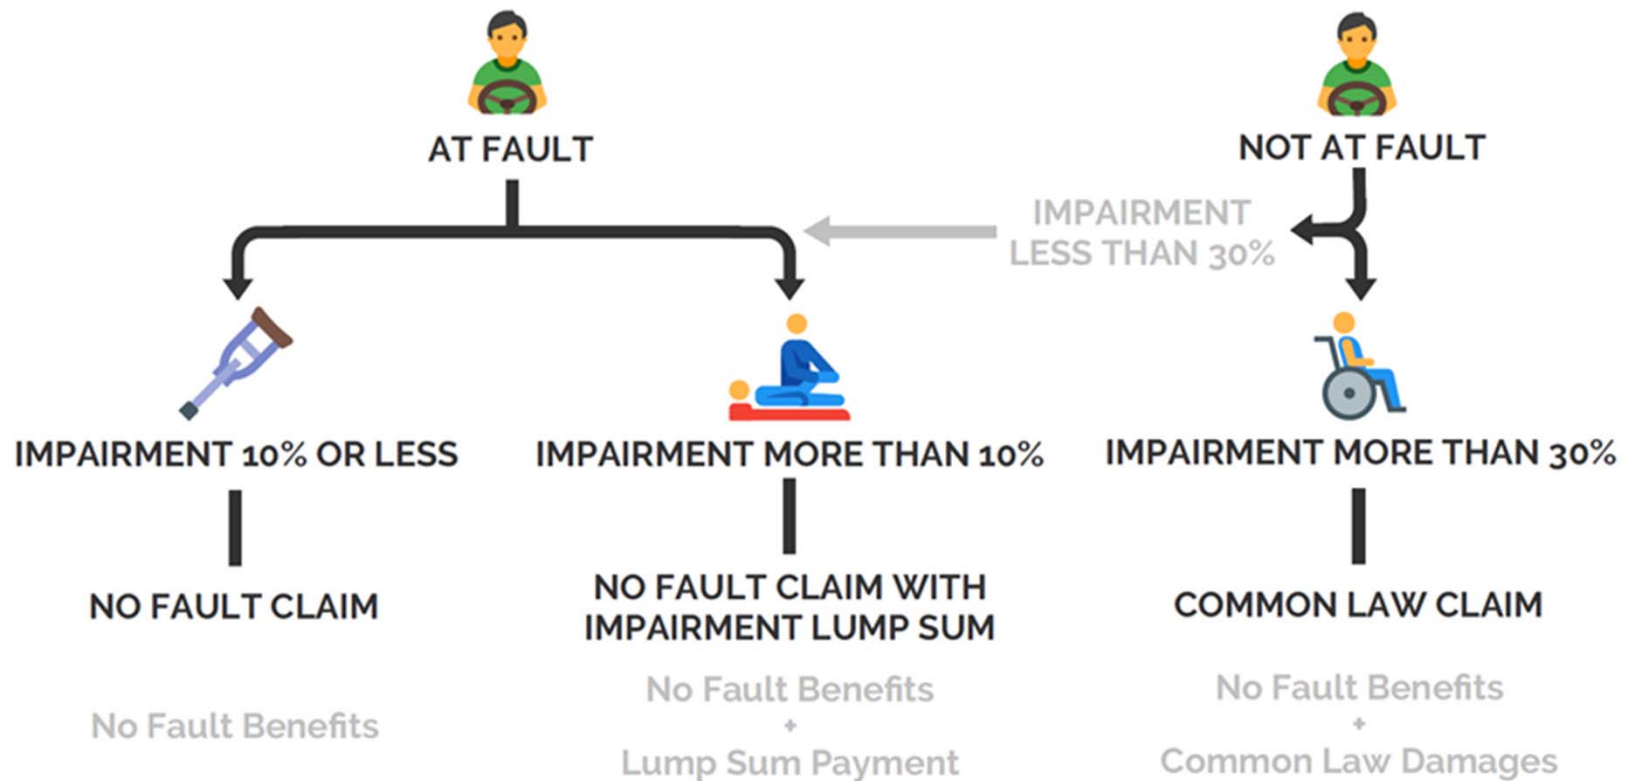 AT FAULT
NOT AT FAULT
IMPAIRMENT
LESS THAN 30%
IMPAIRMENT 10% OR LESS
IMPAIRMENT MORE THAN 10%
IMPAIRMENT MORE THAN 30%
NO FAULT CLAIM
NO FAULT CLAIM WITH
IMPAIRMENT LUMP SUM
COMMON LAW CLAIM
No Fault Benefits
No Fault Benefits
+
Lump Sum Payment
No Fault Benefits
+
Common Law Damages